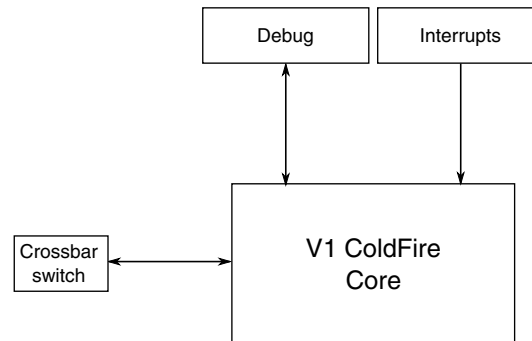 Debug
Interrupts
V1 ColdFire
Core
Crossbar
switch